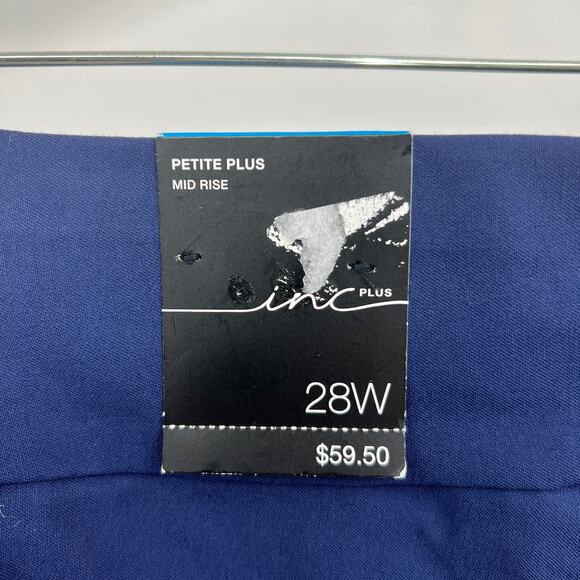 PETITE PLUS
MID RISE
inc PLUS
28W
$59.50